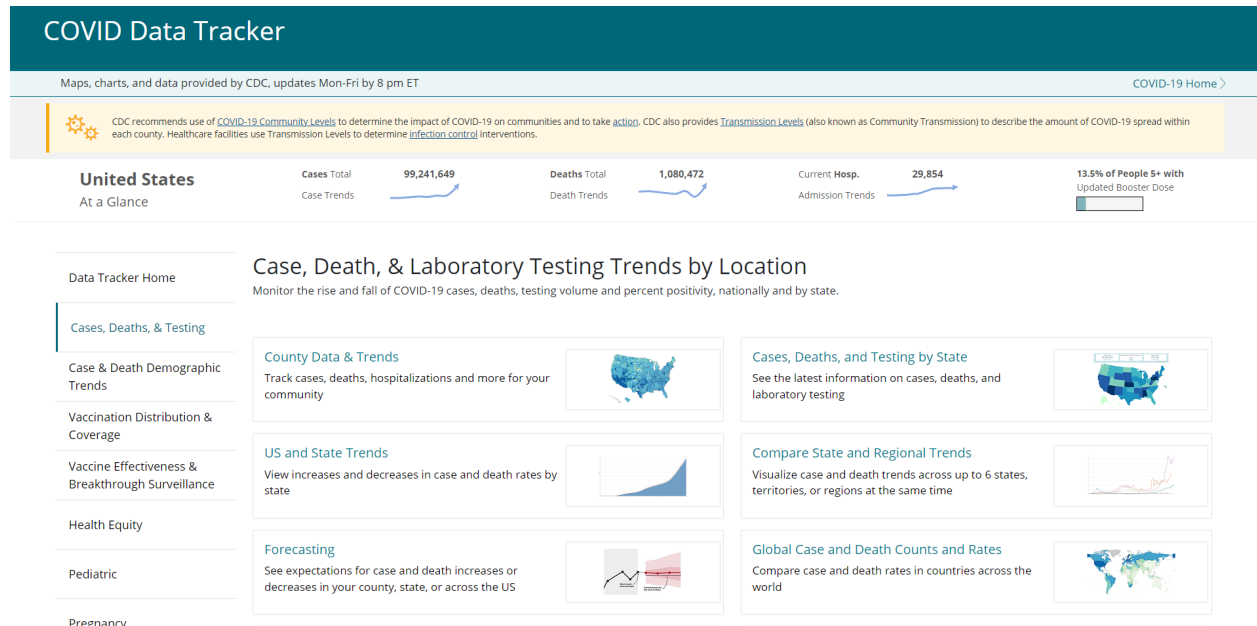 COVID Data Tracker
Maps, charts, and data provided by CDC, updates Mon-Fri by 8 pm ET
COVID-19 Home
CDC recommends use of COVID-19 Community Levels to determine the impact of COVID-19 on communities and to take action. CDC also provides Transmission Levels (also known as Community Transmission) to describe the amount of COVID-19 spread within
each county. Healthcare facilities use Transmission Levels to determine infection control interventions.
United States
At a Glance
Cases Total 99,241,649
Case Trends
Deaths Total 1,080,472
Death Trends
Current Hosp. 29,854
Admission Trends
13.5% of People 5+ with
Updated Booster Dose
Data Tracker Home
Cases, Deaths, & Testing
Case & Death Demographic
Trends
Vaccination Distribution &
Coverage
Vaccine Effectiveness &
Breakthrough Surveillance
Health Equity
Pediatric
Pregnancy
Case, Death, & Laboratory Testing Trends by Location
Monitor the rise and fall of COVID-19 cases, deaths, testing volume and percent positivity, nationally and by state.
County Data & Trends
Track cases, deaths, hospitalizations and more for your
community
Cases, Deaths, and Testing by State
See the latest information on cases, deaths, and
laboratory testing
US and State Trends
View increases and decreases in case and death rates by
state
Compare State and Regional Trends
Visualize case and death trends across up to 6 states,
territories, or regions at the same time
Forecasting
See expectations for case and death increases or
decreases in your county, state, or across the US
Global Case and Death Counts and Rates
Compare case and death rates in countries across the
world